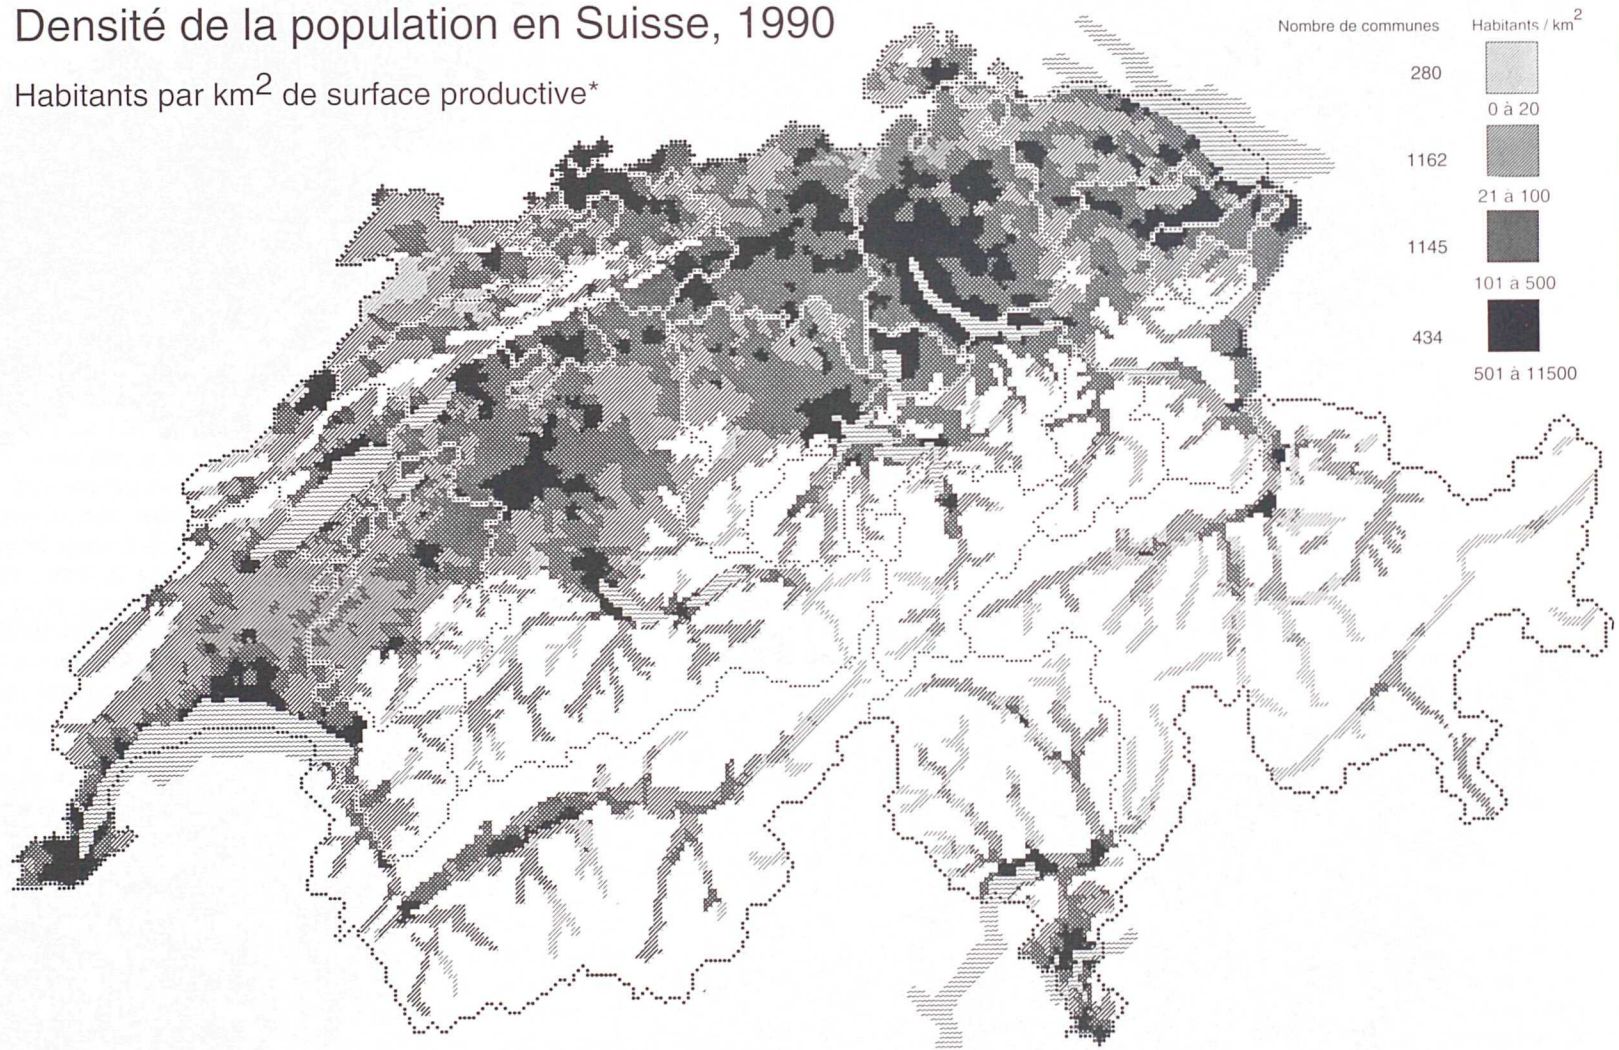 Densité de la population en Suisse, 1990
Habitants par km² de surface productive*
Nombre de communes Habitants / km²
280
0 à 20
1162
21 à 100
1145
101 à 500
434
501 à 11500